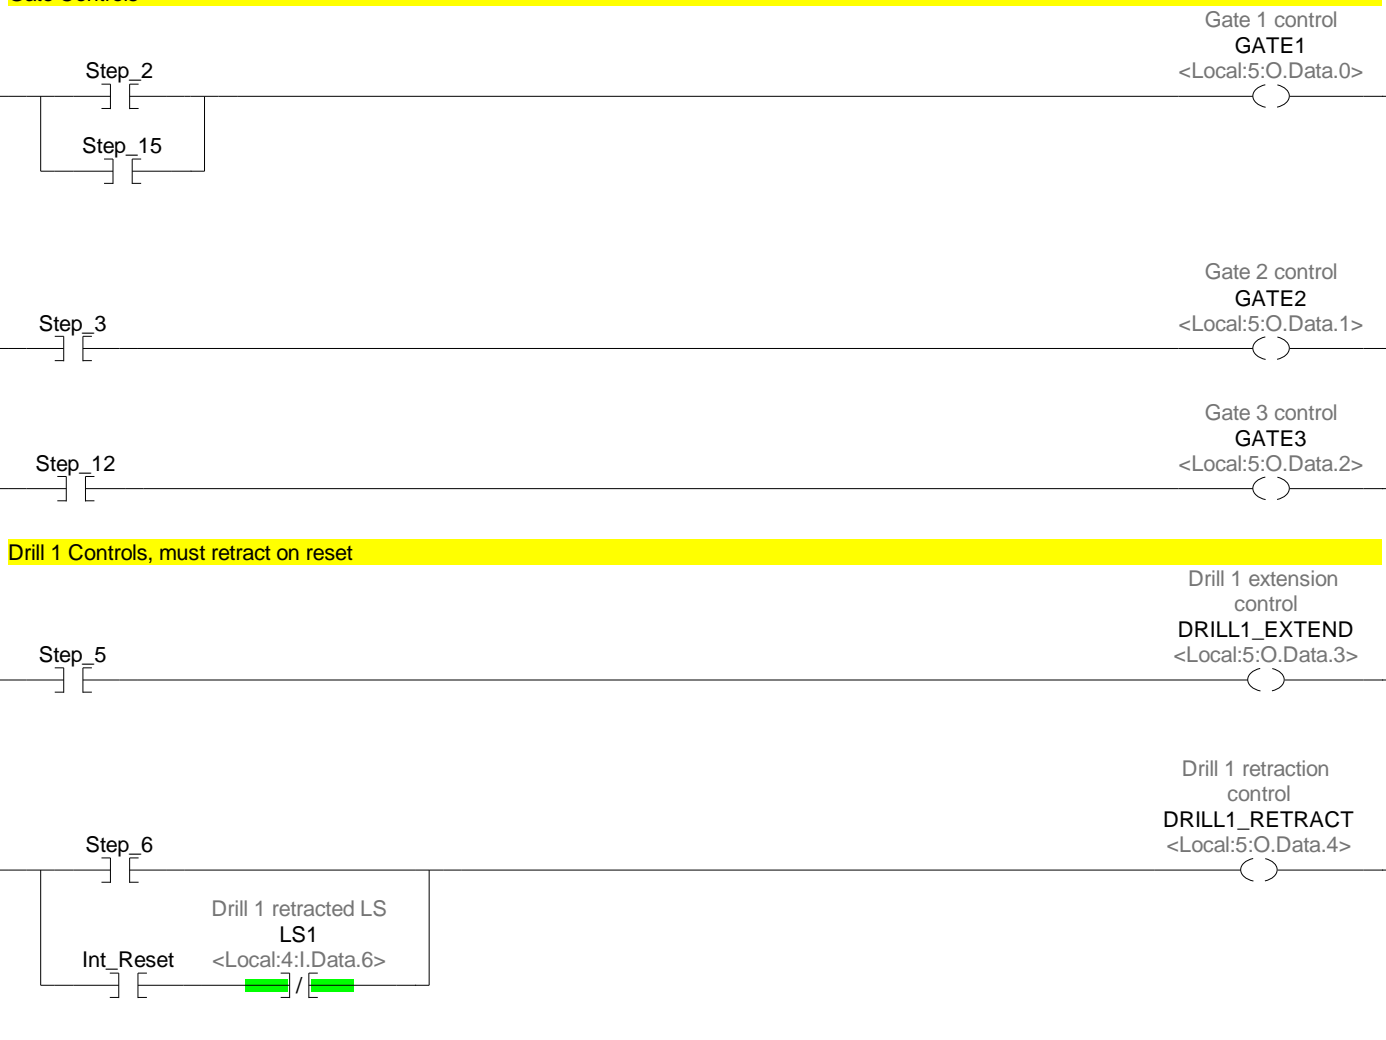 Gate Controls
Gate 1 control
GATE1
<Local:5:O.Data.0>
Step_2
Step_15
Gate 2 control
GATE2
<Local:5:O.Data.1>
Step_3
Gate 3 control
GATE3
<Local:5:O.Data.2>
Step_12
Drill 1 Controls, must retract on reset
Drill 1 extension
control
DRILL1_EXTEND
<Local:5:O.Data.3>
Step_5
Drill 1 retraction
control
DRILL1_RETRACT
<Local:5:O.Data.4>
Step_6
Drill 1 retracted LS
LS1
<Local:4:I.Data.6>
Int_Reset
/